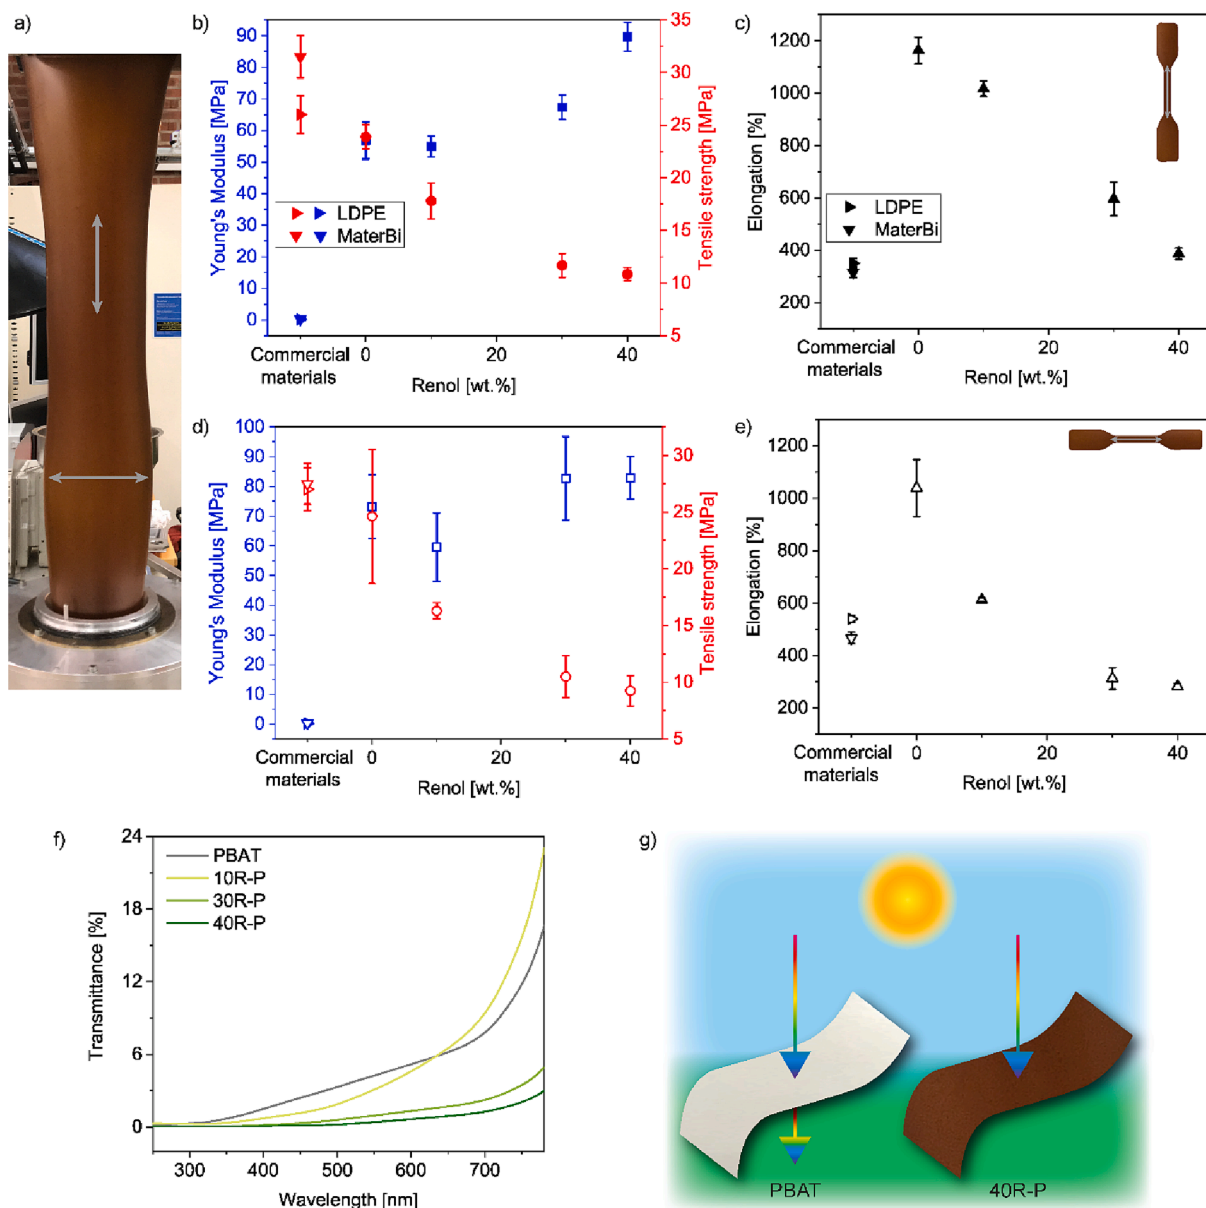 a)
b)
Young's Modulus [MPa]
100
90
80
70
60
50
40
30
20
10
0
35
30
25
20
15
10
5
Tensile strength [MPa]
LDPE
MaterBi
Commercial
materials
0
20
40
Renol [wt.%]
c)
Elongation [%]
1200
1000
800
600
400
200
LDPE
MaterBi
Commercial
materials
0
20
40
Renol [wt.%]
d)
Young's Modulus [MPa]
100
90
80
70
60
50
40
30
20
10
0
30
25
20
15
10
5
Tensile strength [MPa]
Commercial
materials
0
20
40
Renol [wt.%]
e)
Elongation [%]
1200
1000
800
600
400
200
Commercial
materials
0
20
40
Renol [wt.%]
f)
Transmittance [%]
24
18
12
6
0
PBAT
10R-P
30R-P
40R-P
300
400
500
600
700
Wavelength [nm]
g)
PBAT
40R-P